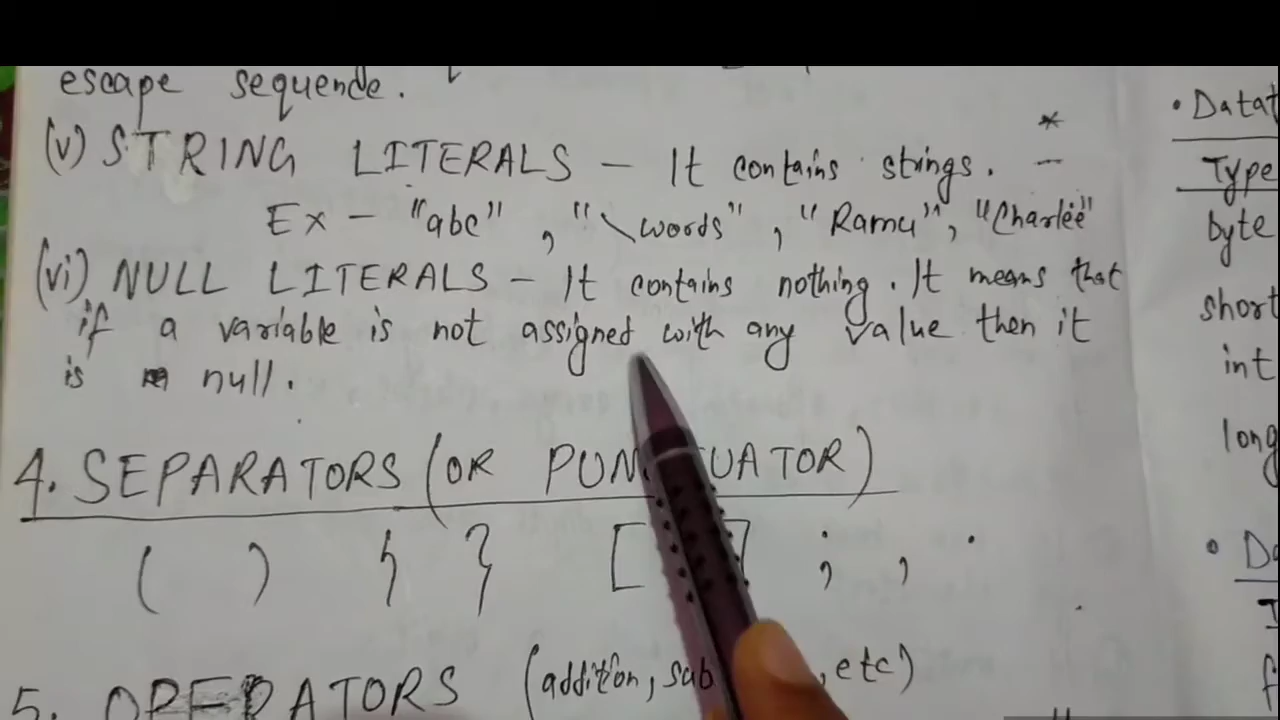 escape sequence.
(v) STRING LITERALS – It contains strings.
Ex – "abc", "\words", "Ramu", "Charlee"
(vi) NULL LITERALS – It contains nothing. It means that
if a variable is not assigned with any value then it
is null.
4. SEPARATORS (OR PUN TUATOR)
( ) { } [ ] ; , .
5. OPERATORS (addition, sub , etc)
• Datat
Type
byte
short
int
long